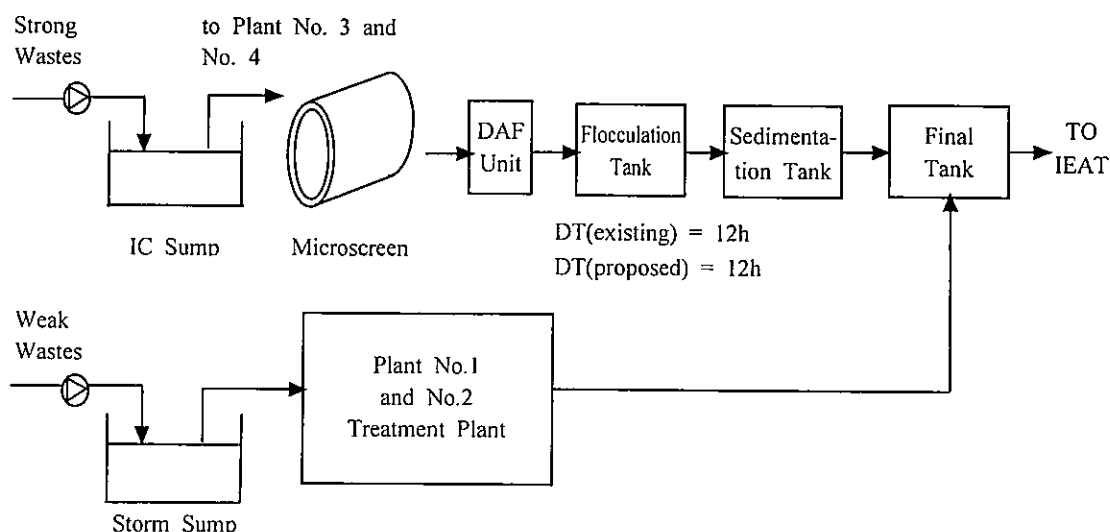 Strong
Wastes
to Plant No. 3 and
No. 4
IC Sump
Microscreen
DAF
Unit
Flocculation
Tank
Sedimenta-
tion Tank
Final
Tank
TO
IEAT
DT(existing) = 12h
DT(proposed) = 12h
Weak
Wastes
Storm Sump
Plant No.1
and No.2
Treatment Plant